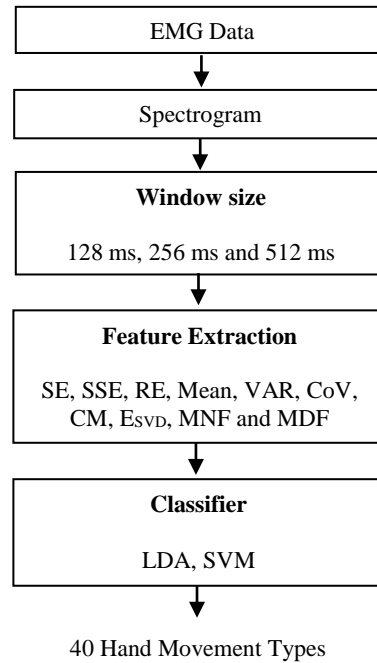 EMG Data
Spectrogram
Window size
128 ms, 256 ms and 512 ms
Feature Extraction
SE, SSE, RE, Mean, VAR, CoV,
CM, ESVD, MNF and MDF
Classifier
LDA, SVM
40 Hand Movement Types